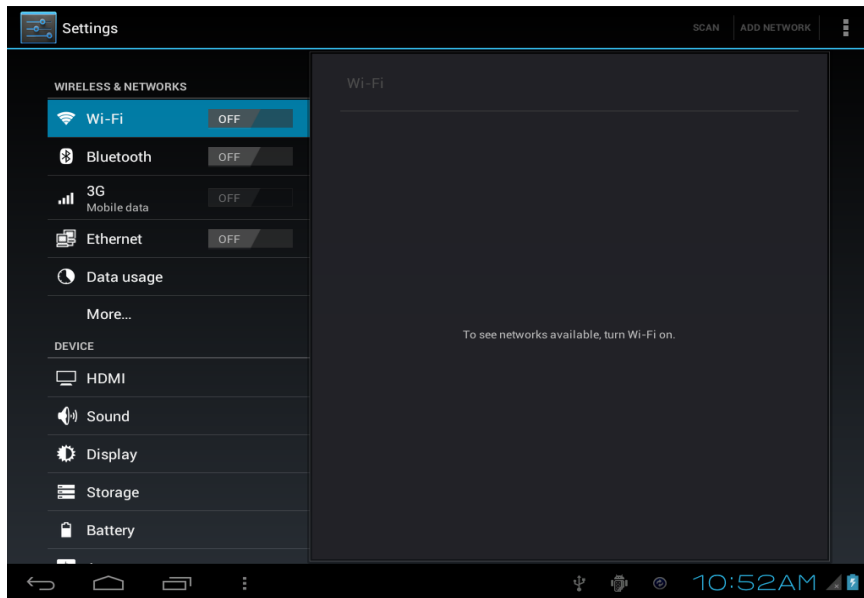 Settings
SCAN
ADD NETWORK
WIRELESS & NETWORKS
Wi-Fi
OFF
Bluetooth
OFF
3G
Mobile data
OFF
Ethernet
OFF
Data usage
More...
DEVICE
HDMI
Sound
Display
Storage
Battery
Wi-Fi
To see networks available, turn Wi-Fi on.
10:52AM